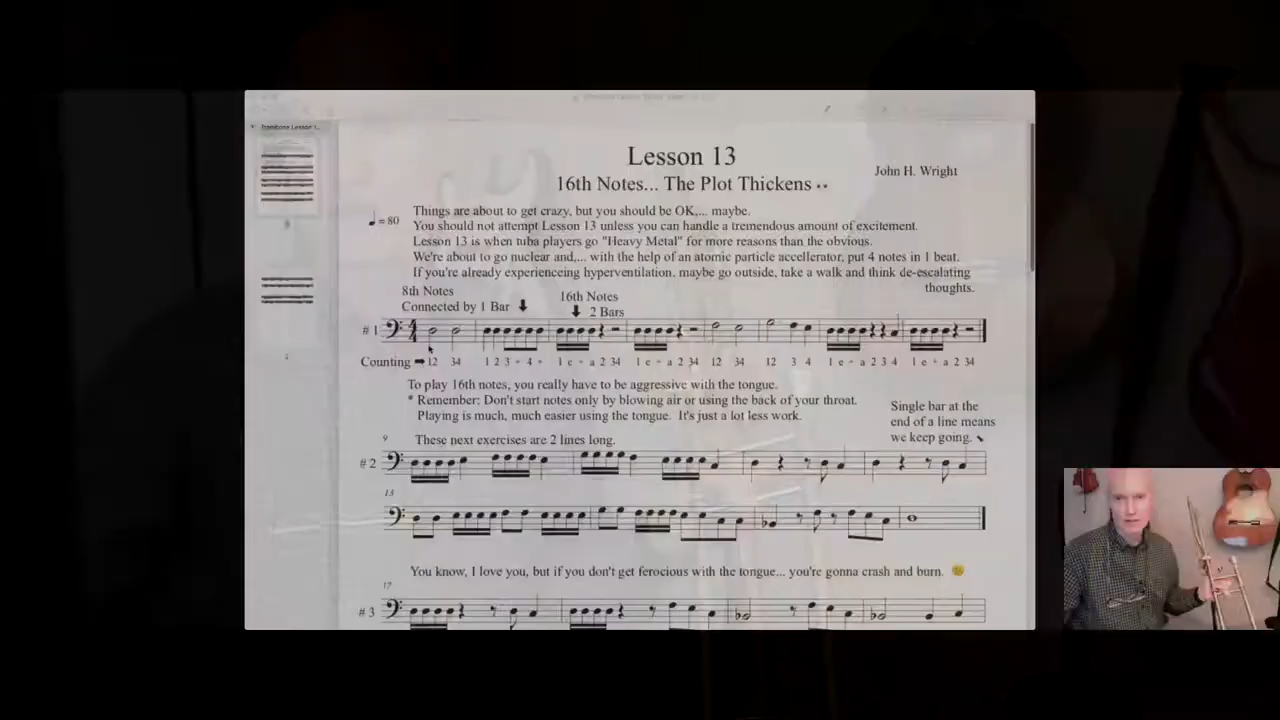 Trombone Lesson 1...
Lesson 13
John H. Wright
16th Notes... The Plot Thickens
= 80
Things are about to get crazy, but you should be OK,... maybe.
You should not attempt Lesson 13 unless you can handle a tremendous amount of excitement.
Lesson 13 is when tuba players go "Heavy Metal" for more reasons than the obvious.
We're about to go nuclear and,... with the help of an atomic particle accellerator, put 4 notes in 1 beat.
If you're already experienceing hyperventilation, maybe go outside, take a walk and think de-escalating
thoughts.
8th Notes
Connected by 1 Bar
16th Notes
2 Bars
# 1
4
4
Counting 12 34 1 2 3 + 4 + 1 e + a 2 34 1 e + a 2 34 12 34 12 3 4 1 e + a 2 3 4 1 e + a 2 34
To play 16th notes, you really have to be aggressive with the tongue.
* Remember: Don't start notes only by blowing air or using the back of your throat.
Playing is much, much easier using the tongue. It's just a lot less work.
Single bar at the
end of a line means
we keep going.
These next exercises are 2 lines long.
9
# 2
13
You know, I love you, but if you don't get ferocious with the tongue... you're gonna crash and burn.
17
# 3